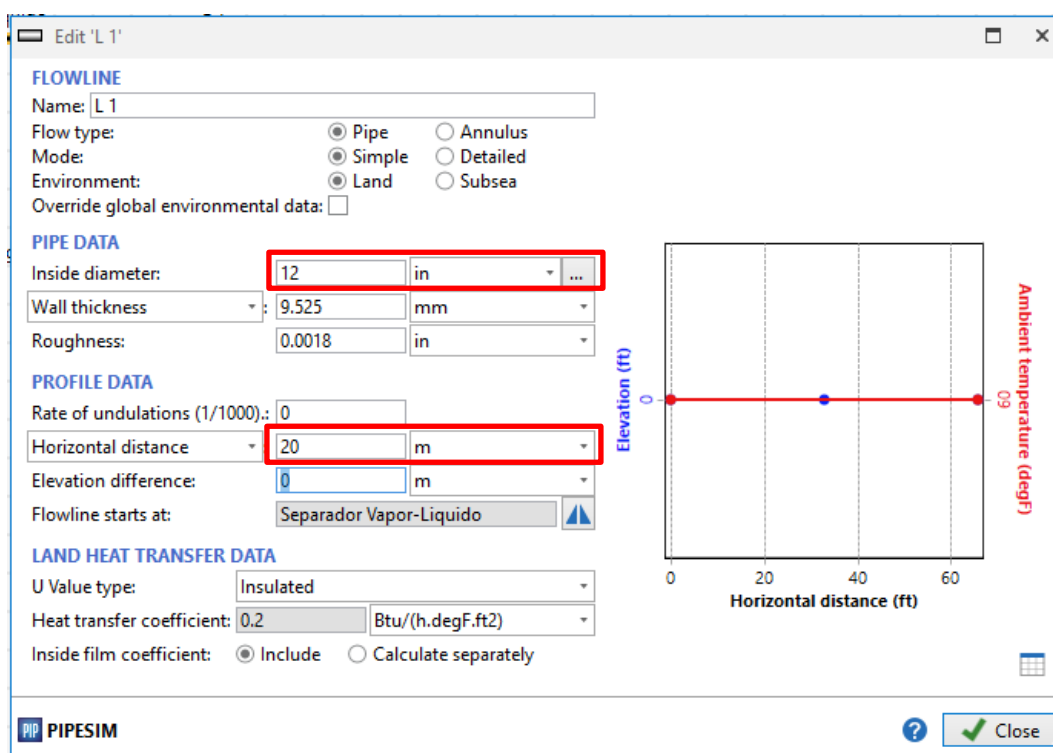 Edit 'L 1'
FLOWLINE
Name: L 1
Flow type: Pipe Annulus
Mode: Simple Detailed
Environment: Land Subsea
Override global environmental data:
PIPE DATA
Inside diameter: 12 in ...
Wall thickness : 9.525 mm
Roughness: 0.0018 in
PROFILE DATA
Rate of undulations (1/1000).: 0
Horizontal distance 20 m
Elevation difference: 0 m
Flowline starts at: Separador Vapor-Liquido
LAND HEAT TRANSFER DATA
U Value type: Insulated
Heat transfer coefficient: 0.2 Btu/(h.degF.ft2)
Inside film coefficient: Include Calculate separately
Elevation (ft)
0
60
Ambient temperature (degF)
0 20 40 60
Horizontal distance (ft)
PIP PIPESIM ? Close